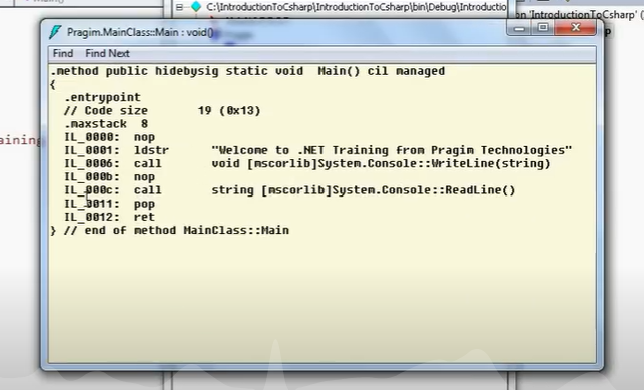 C:\IntroductionToCsharp\IntroductionToCsharp\bin\Debug\Introductio
'IntroductionToCsharp' (
Pragim.MainClass::Main : void()
Find Find Next
.method public hidebysig static void Main() cil managed
{
.entrypoint
// Code size 19 (0x13)
.maxstack 8
IL_0000: nop
IL_0001: ldstr "Welcome to .NET Training from Pragim Technologies"
IL_0006: call void [mscorlib]System.Console::WriteLine(string)
IL_000b: nop
IL_000c: call string [mscorlib]System.Console::ReadLine()
IL_0011: pop
IL_0012: ret
} // end of method MainClass::Main
aining